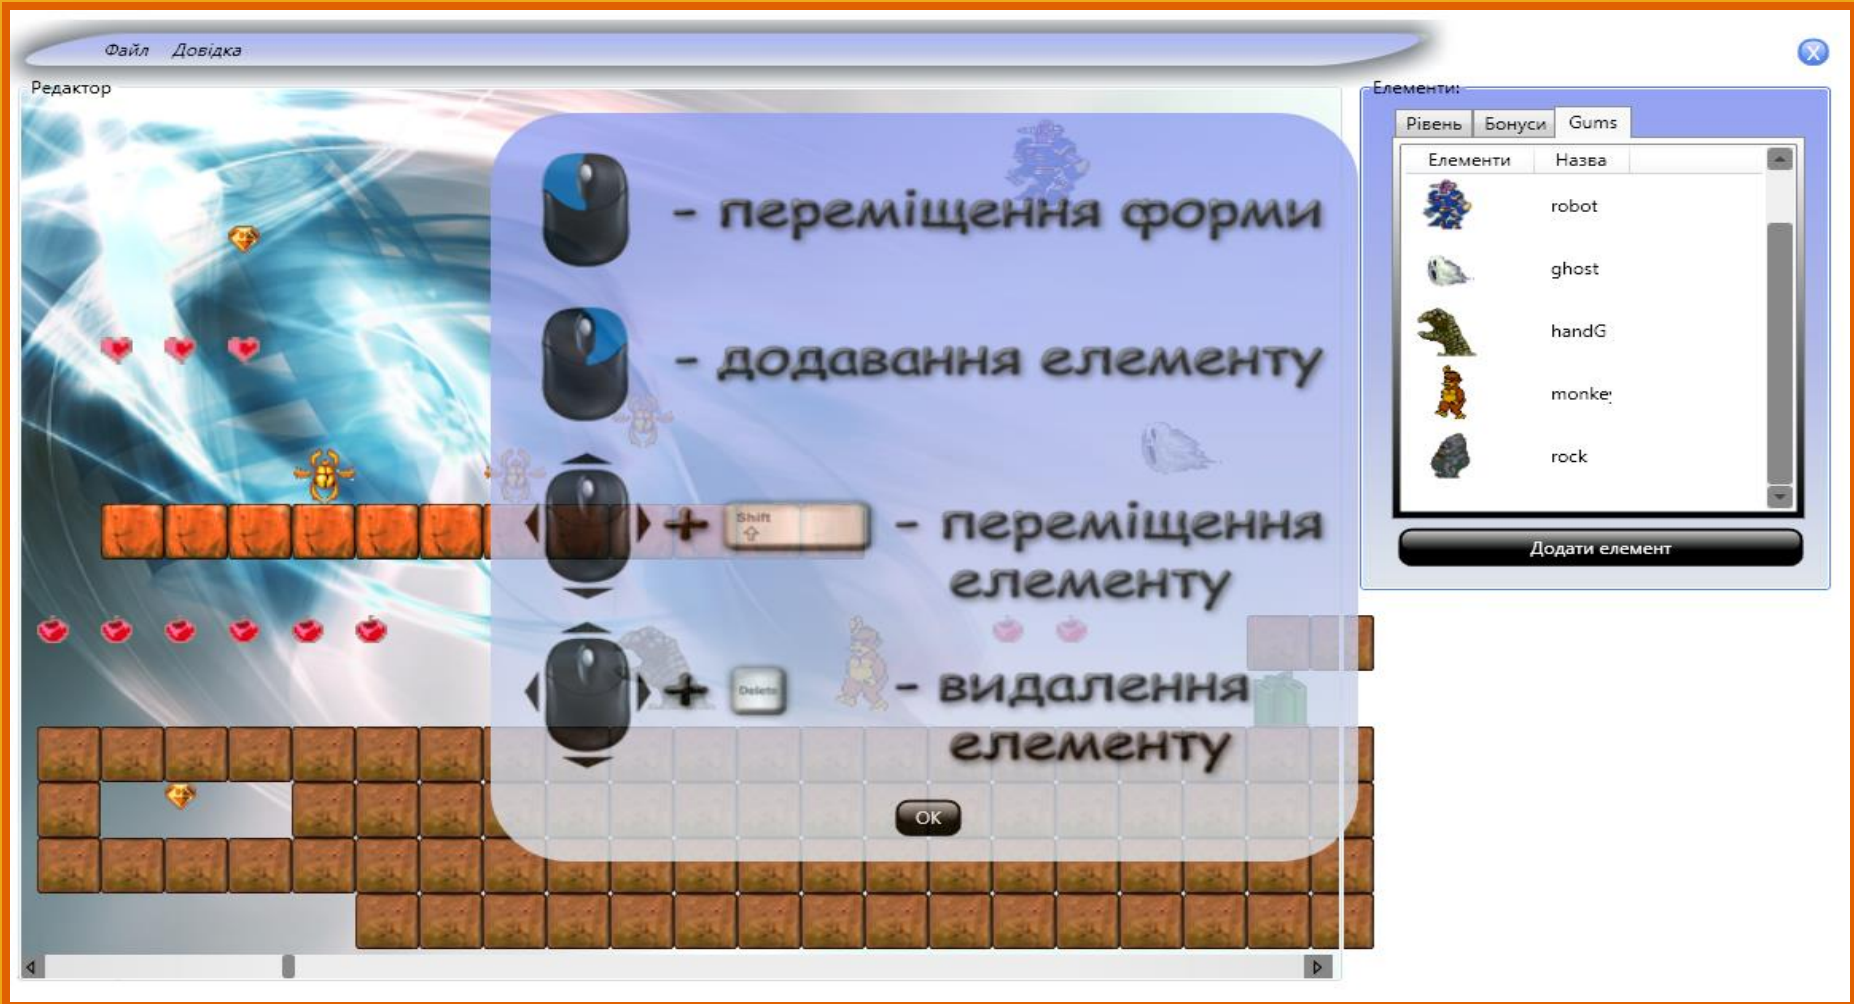 Файл Довідка
X
Редактор
Елементи:
Рівень Бонуси Gums
Елементи Назва
robot
ghost
handG
monkey
rock
Додати елемент
- переміщення форми
- додавання елементу
+ Shift - переміщення
елементу
+ Delete - видалення
елементу
OK